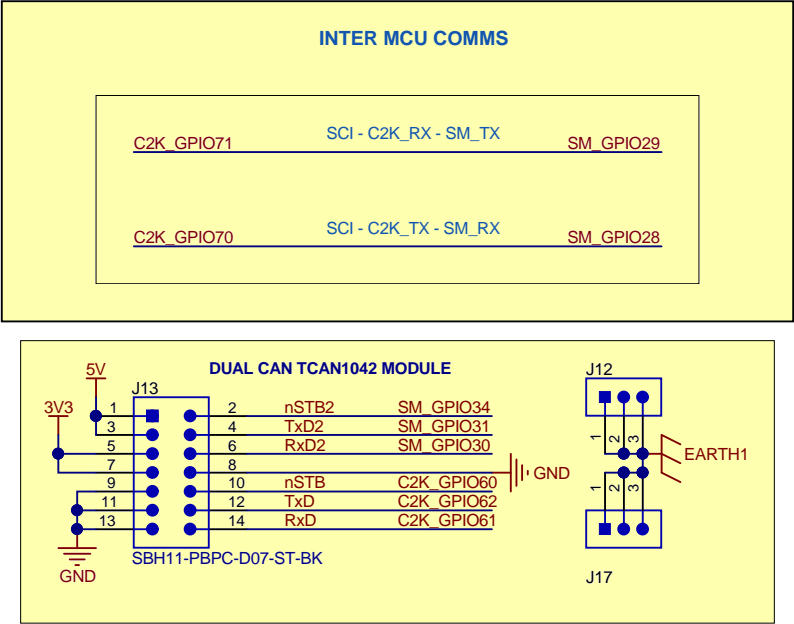 INTER MCU COMMS
C2K_GPIO71 SCI - C2K_RX - SM_TX SM_GPIO29
C2K_GPIO70 SCI - C2K_TX - SM_RX SM_GPIO28
DUAL CAN TCAN1042 MODULE
5V
J13
J12
3V3
1 2 nSTB2 SM_GPIO34
3 4 TxD2 SM_GPIO31
5 6 RxD2 SM_GPIO30
7 8 GND
9 10 nSTB C2K_GPIO60
11 12 TxD C2K_GPIO62
13 14 RxD C2K_GPIO61
1 2 3
EARTH1
1 2 3
SBH11-PBPC-D07-ST-BK
GND
J17